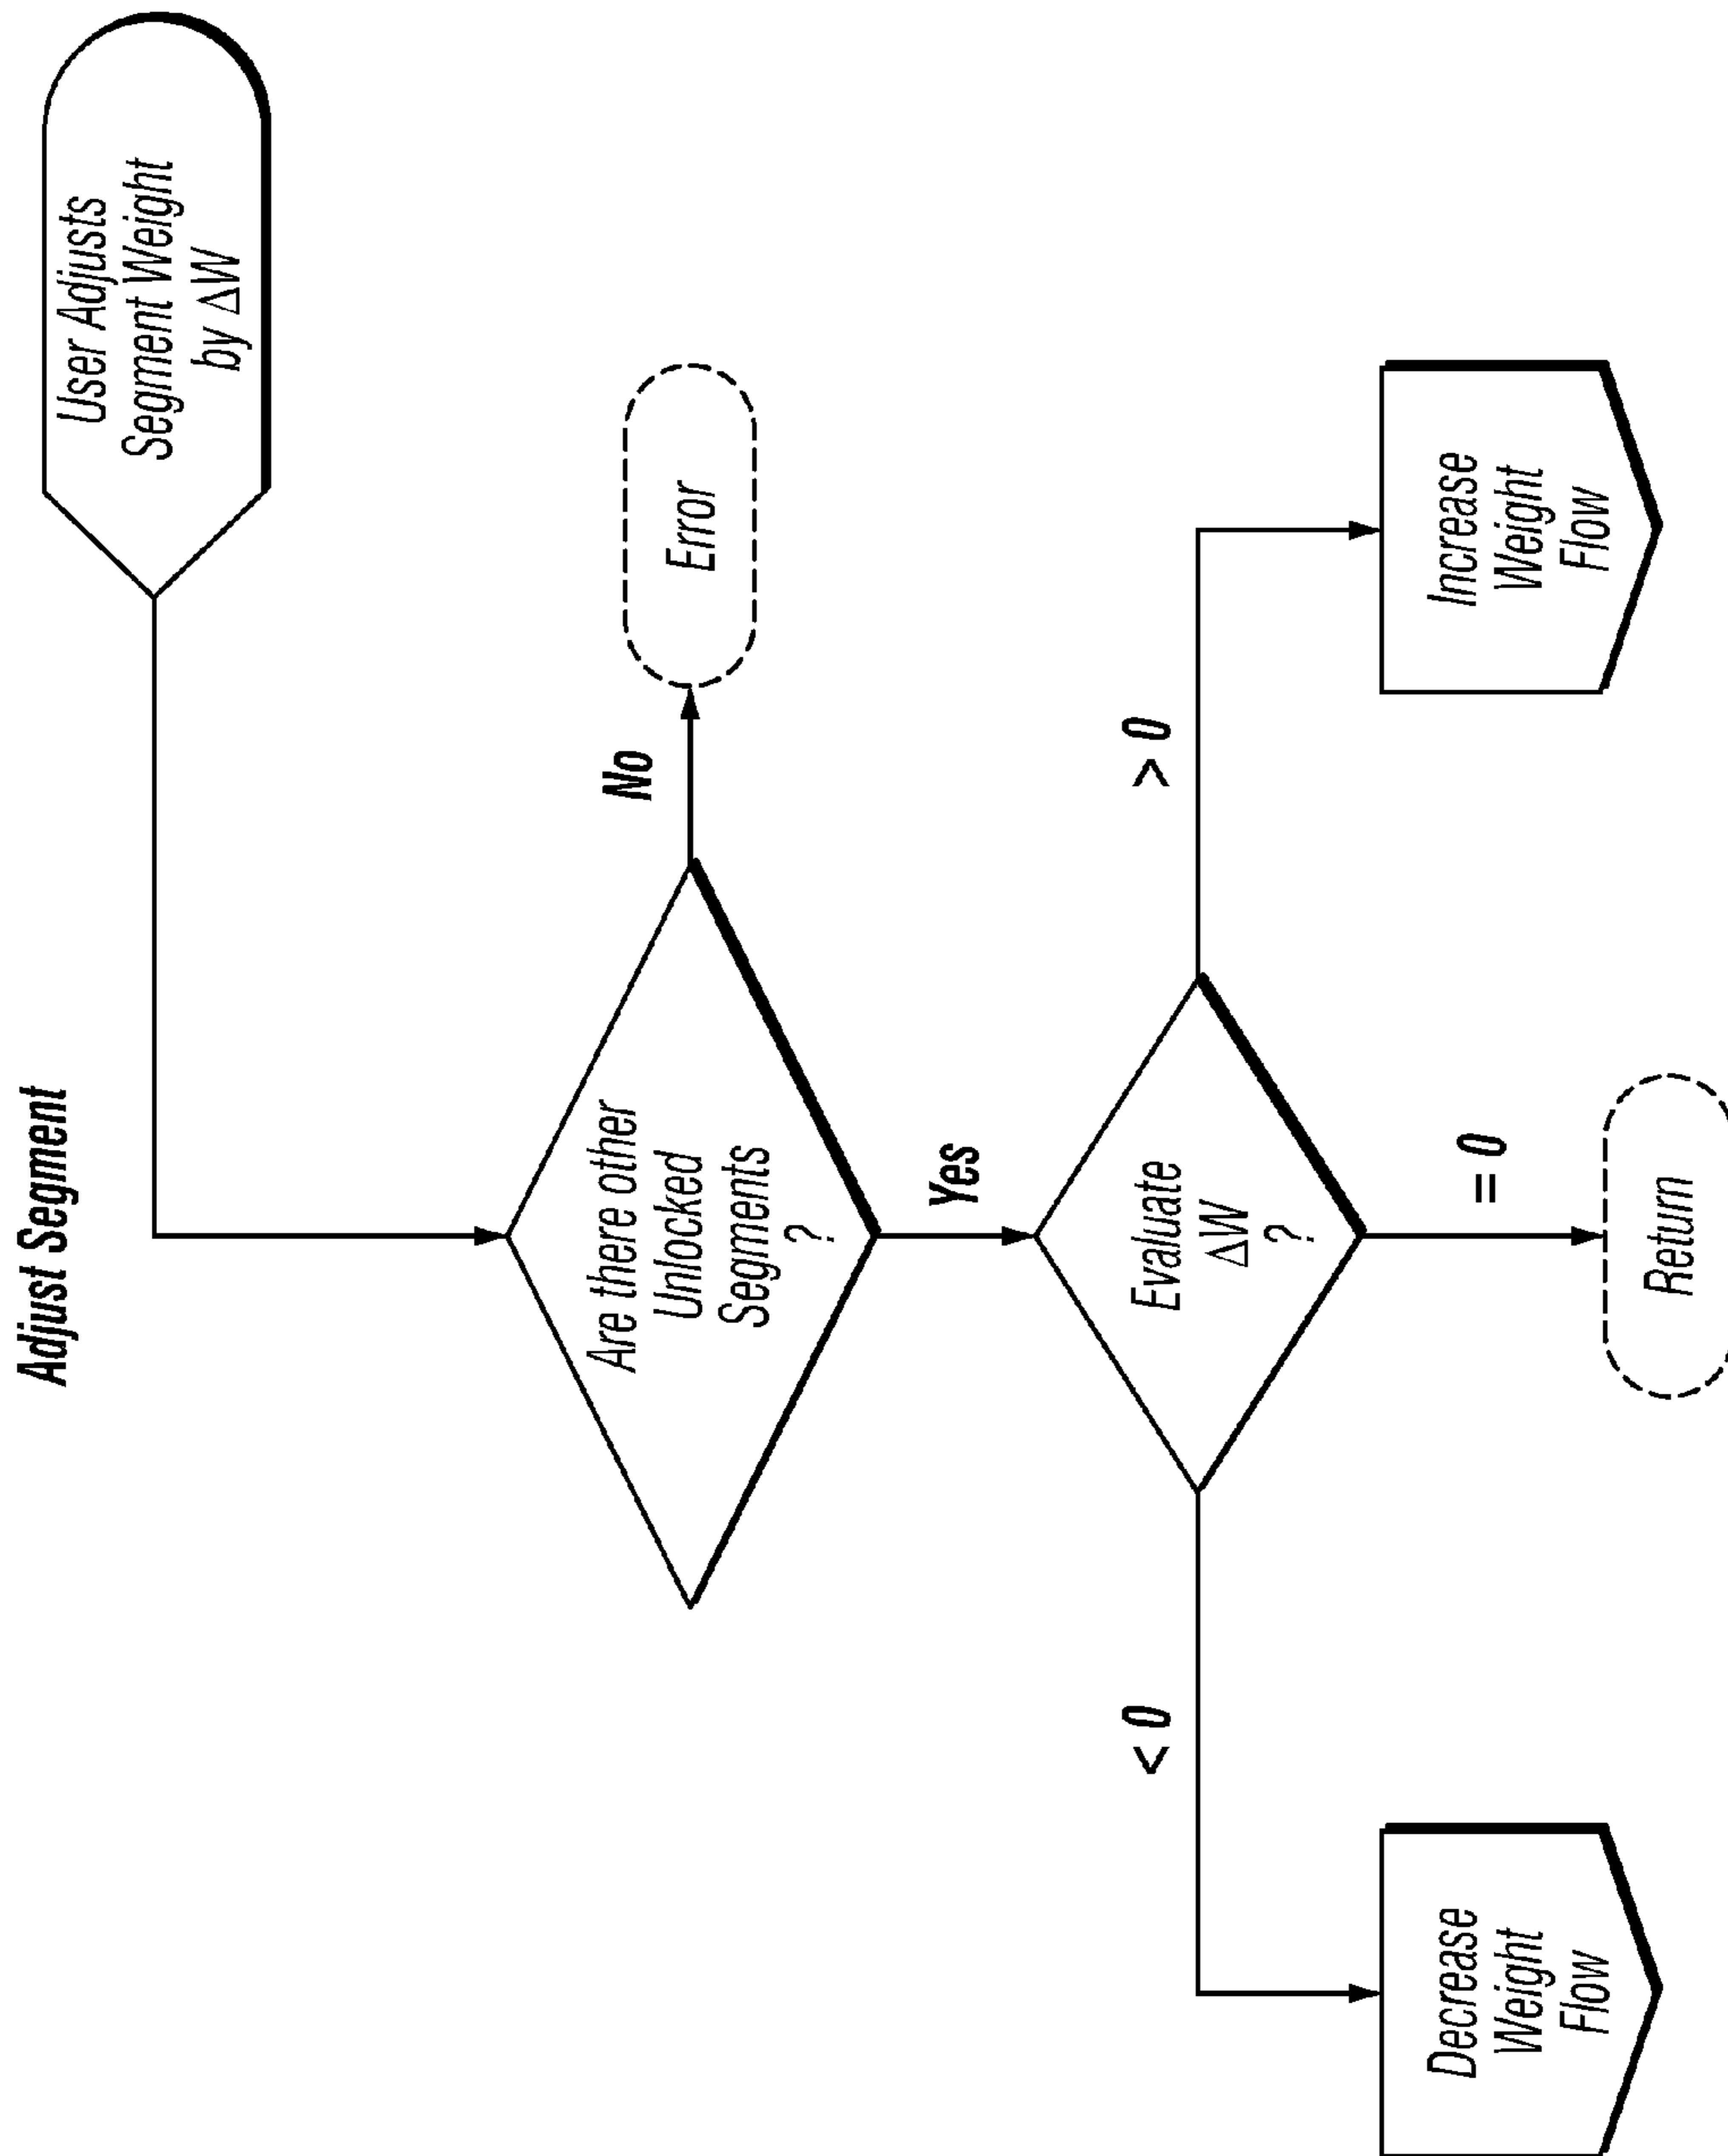 Adjust Segment
User Adjusts
Segment Weight
by ΔW
Are there other
Unlocked
Segments
?
No
Error
Yes
Evaluate
ΔW
?
< 0
> 0
= 0
Decrease
Weight
Flow
Increase
Weight
Flow
Return